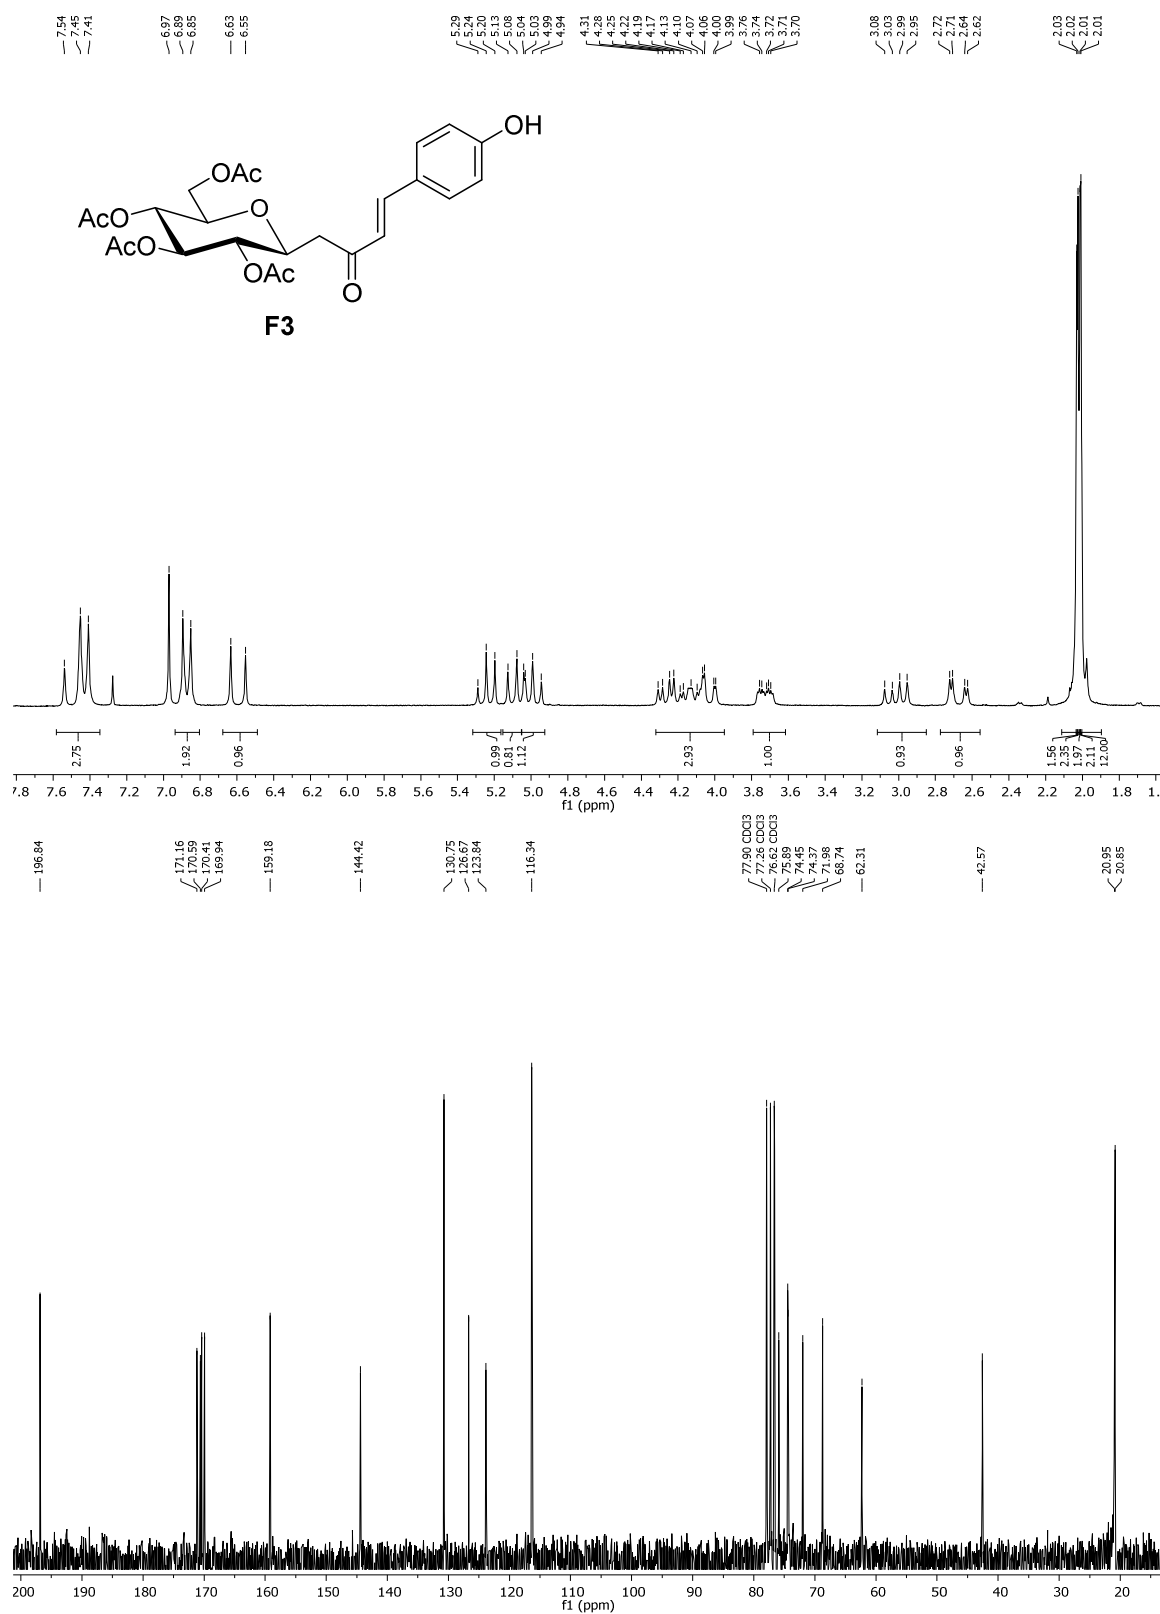 7.54 7.45 7.41 6.97 6.89 6.85 6.63 6.55 5.29 5.24 5.20 5.13 5.08 5.04 5.03 4.99 4.94 4.31 4.28 4.25 4.22 4.19 4.17 4.13 4.10 4.07 4.06 4.00 3.99 3.76 3.74 3.72 3.71 3.70 3.08 3.03 2.99 2.95 2.72 2.71 2.64 2.62 2.03 2.02 2.01 2.01
OH
OAc
AcO
O
AcO
OAc
O
F3
2.75 1.92 0.96 0.99 0.81 1.12 2.93 1.00 0.93 0.96 1.56 2.35 1.97 2.11 12.00
7.8 7.6 7.4 7.2 7.0 6.8 6.6 6.4 6.2 6.0 5.8 5.6 5.4 5.2 5.0 4.8 4.6 4.4 4.2 4.0 3.8 3.6 3.4 3.2 3.0 2.8 2.6 2.4 2.2 2.0 1.8 1.
f1 (ppm)
196.84 171.16 170.59 170.41 169.94 159.18 144.42 130.75 126.67 123.84 116.34 77.90 CDCl3 77.26 CDCl3 76.62 CDCl3 75.89 74.45 74.37 71.98 68.74 62.31 42.57 20.95 20.85
200 190 180 170 160 150 140 130 120 110 100 90 80 70 60 50 40 30 20
f1 (ppm)